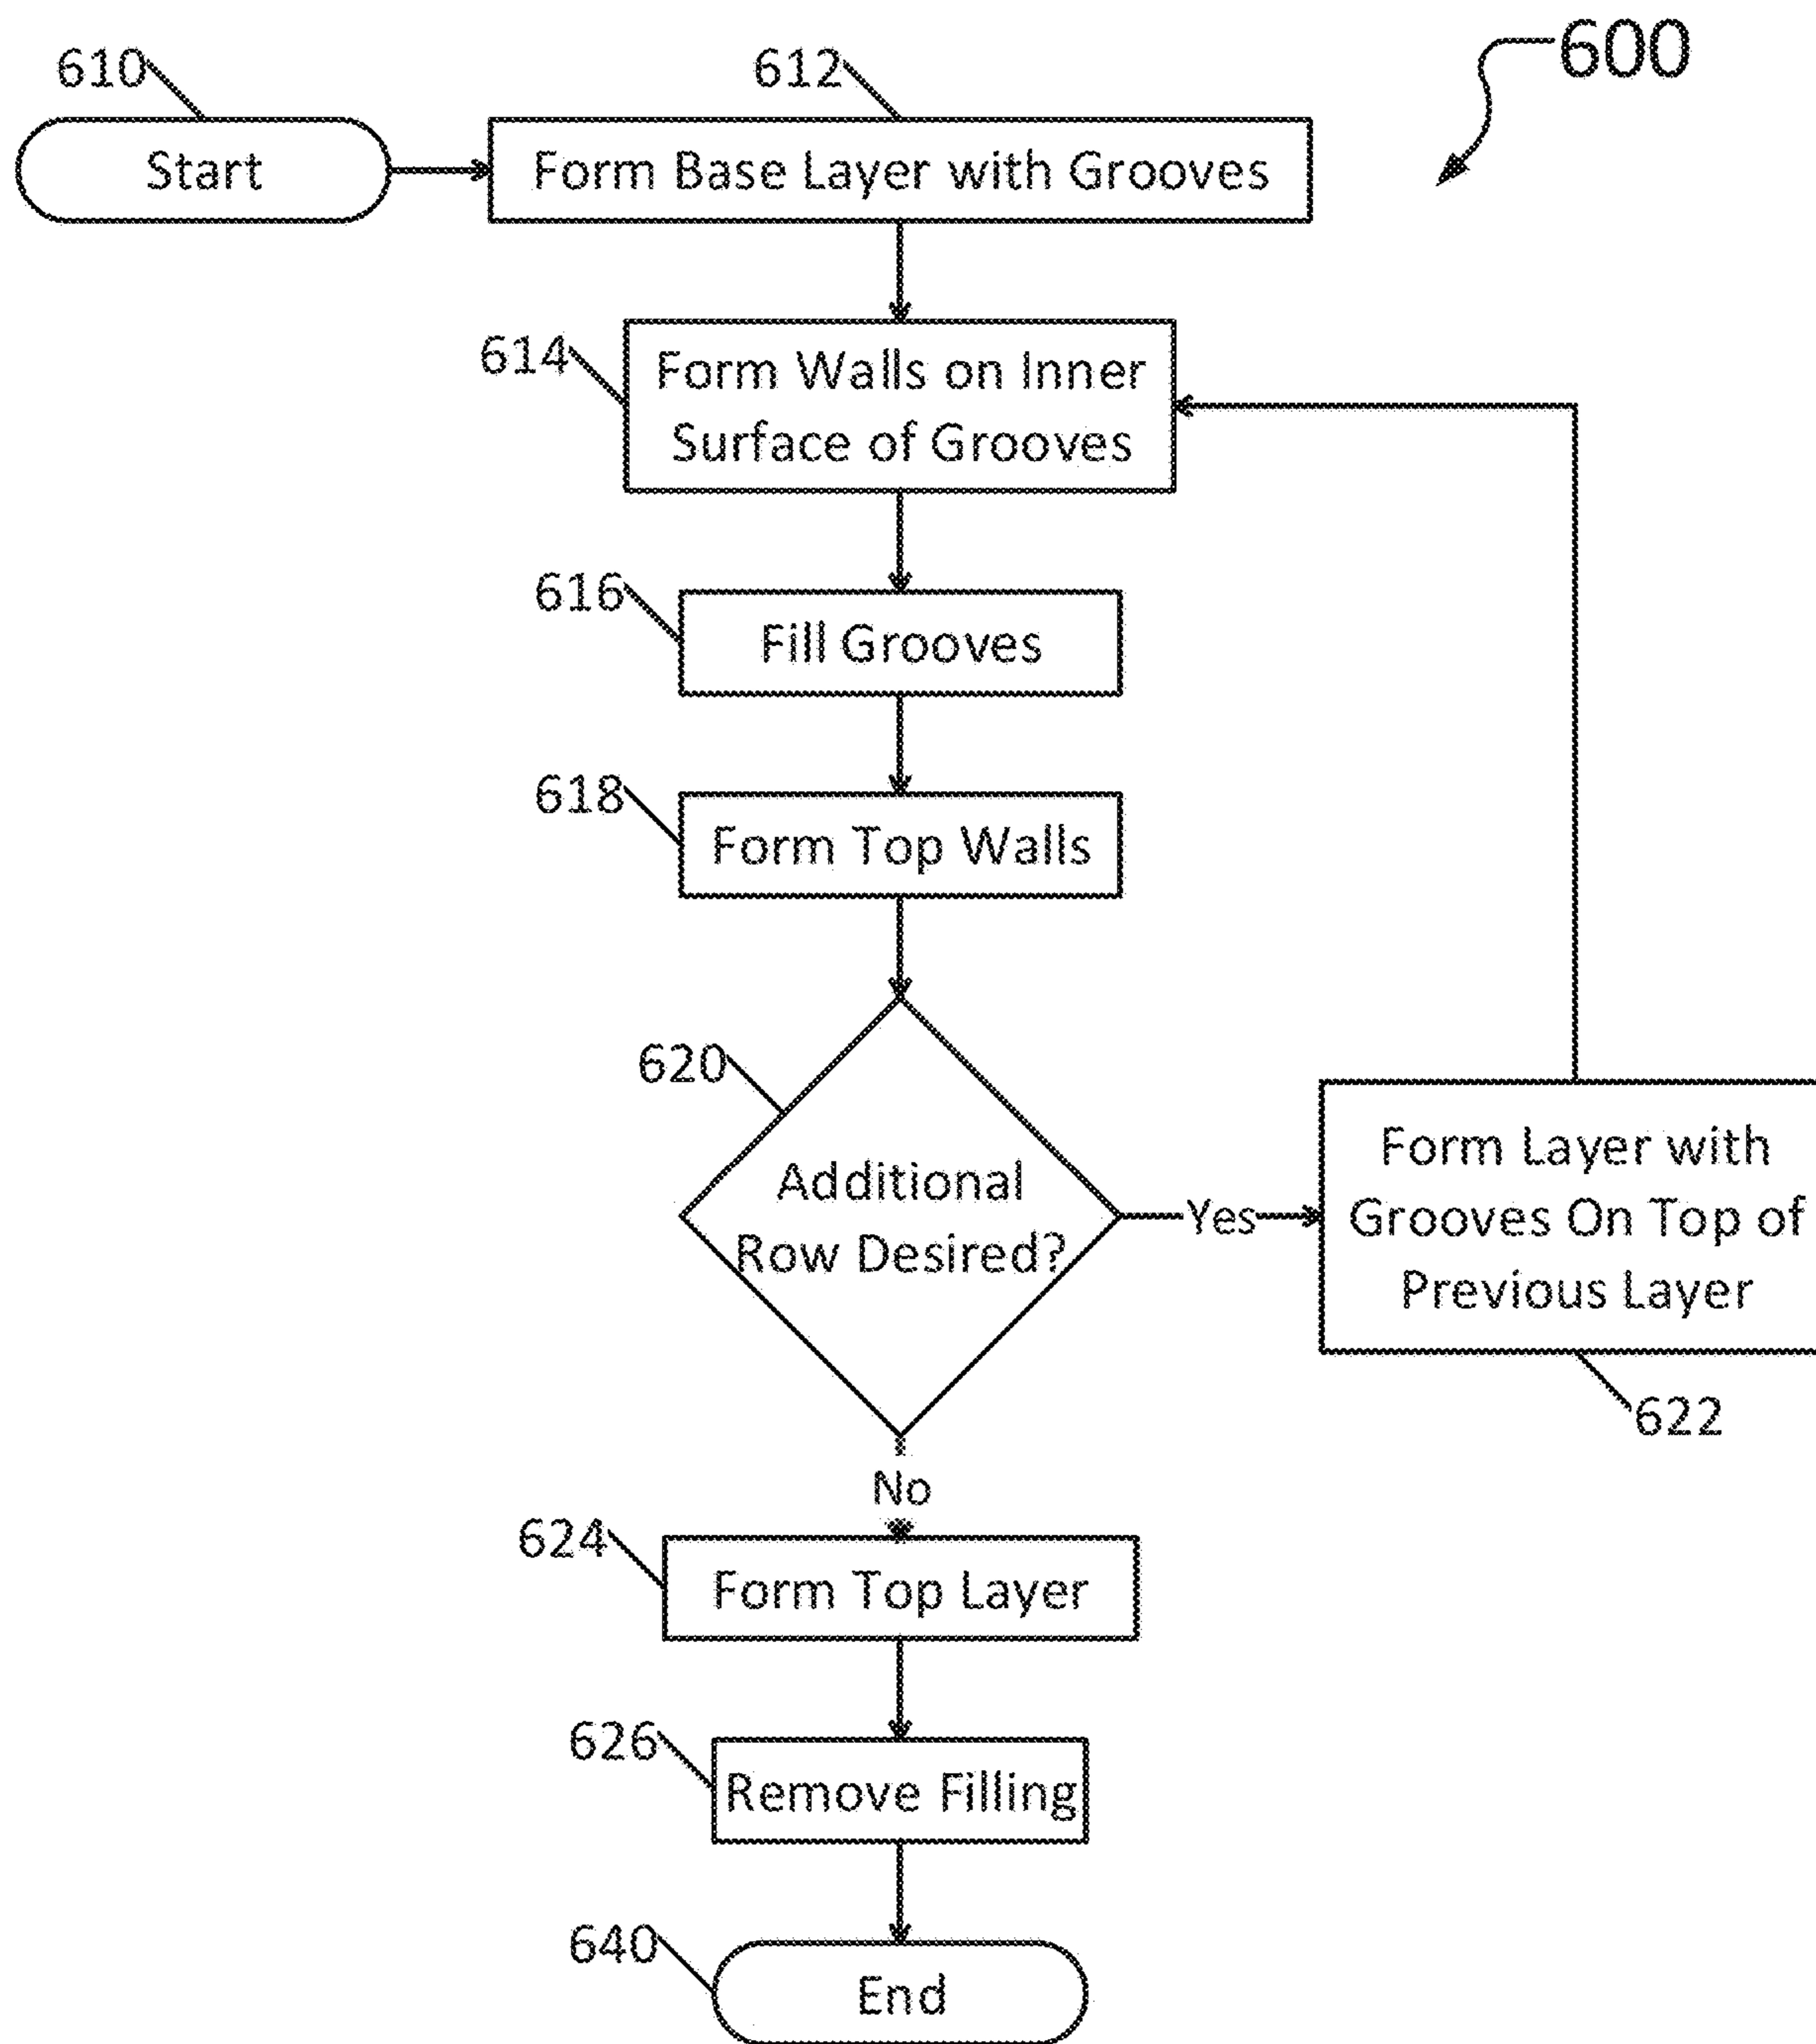 600
610
Start
612
Form Base Layer with Grooves
614
Form Walls on Inner
Surface of Grooves
616
Fill Grooves
618
Form Top Walls
620
Additional
Row Desired?
Yes
Form Layer with
Grooves On Top of
Previous Layer
622
No
624
Form Top Layer
626
Remove Filling
640
End